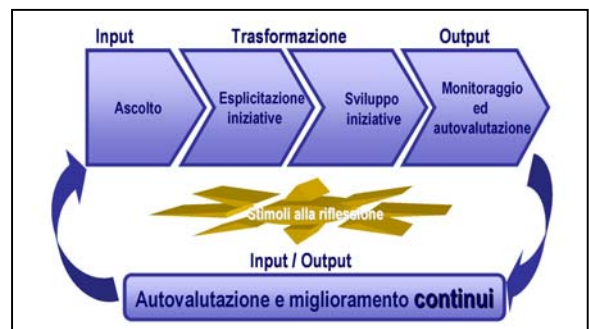 Input Trasformazione Output
Ascolto
Esplicitazione
iniziative
Sviluppo
iniziative
Monitoraggio
ed
autovalutazione
Stimoli alla riflessione
Input / Output
Autovalutazione e miglioramento continui